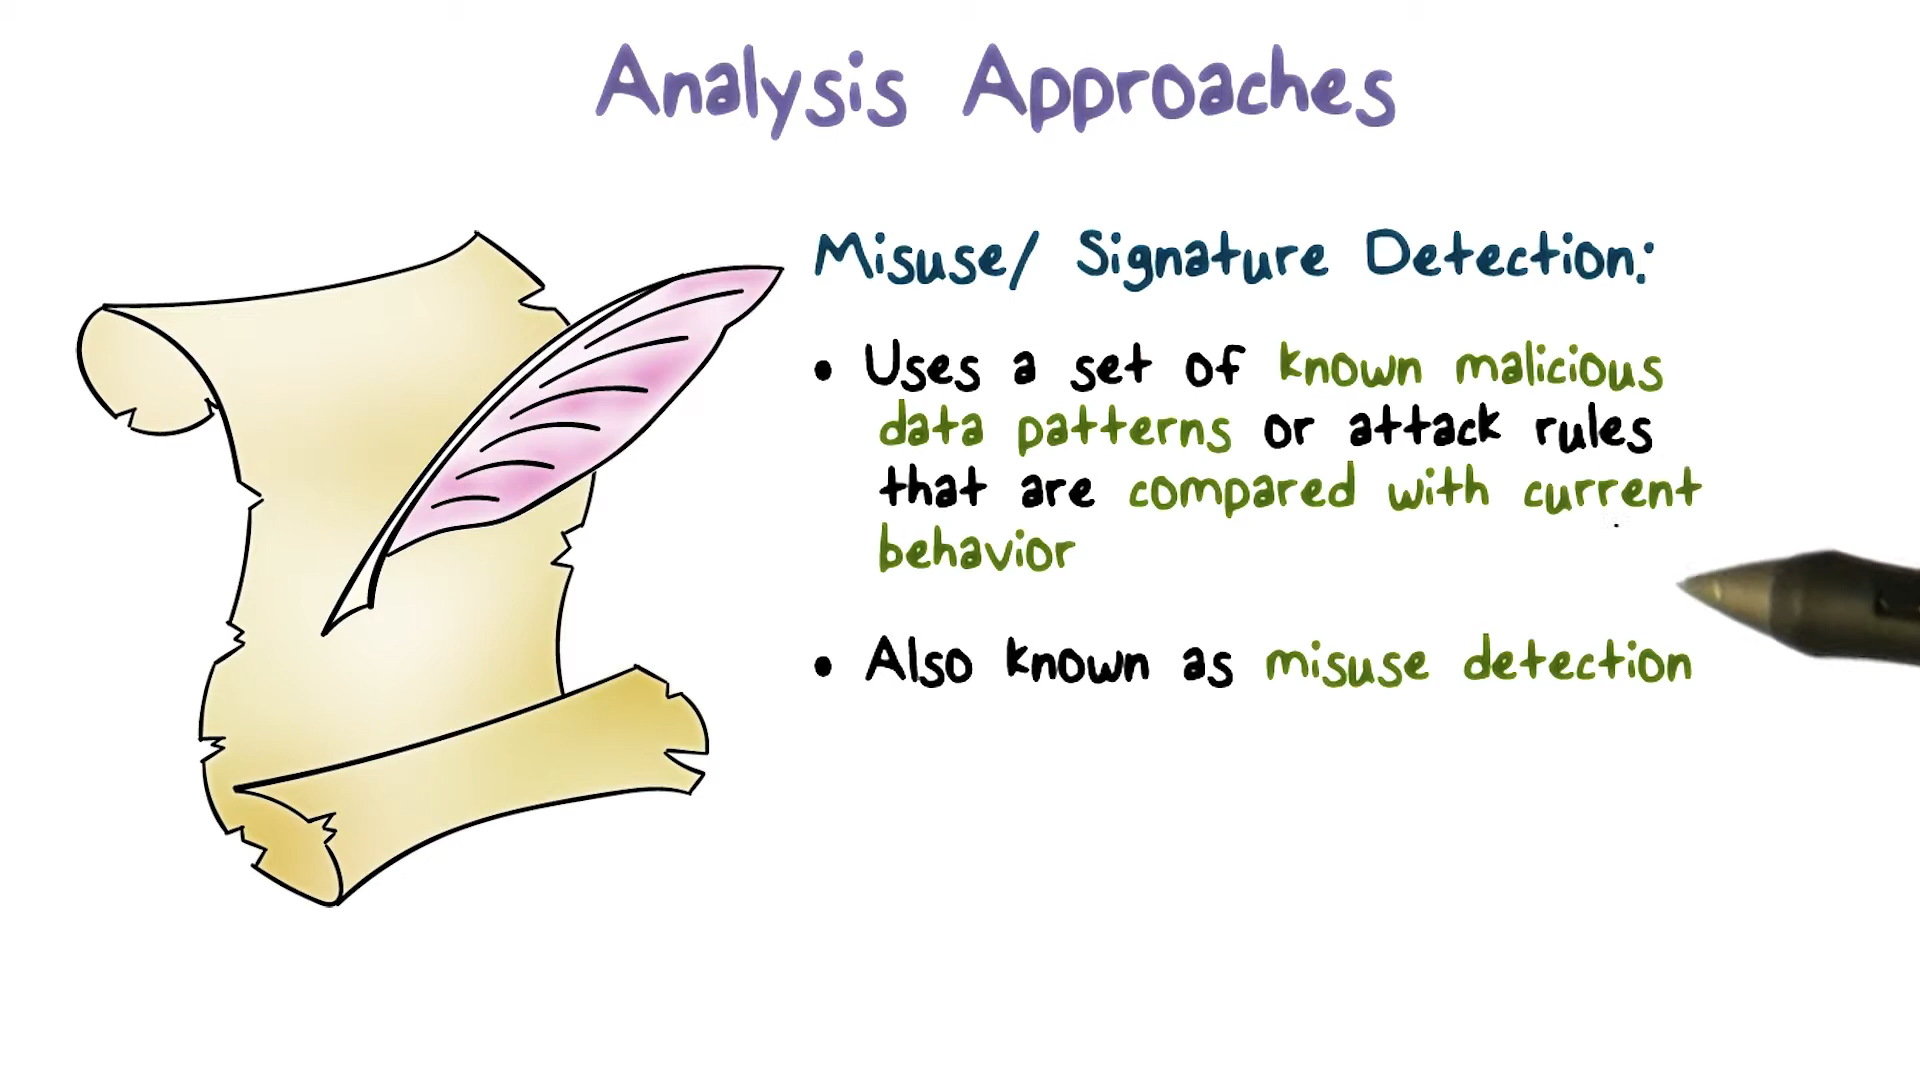 Analysis Approaches
Misuse/ Signature Detection:
• Uses a set of known malicious
data patterns or attack rules
that are compared with current
behavior
• Also known as misuse detection